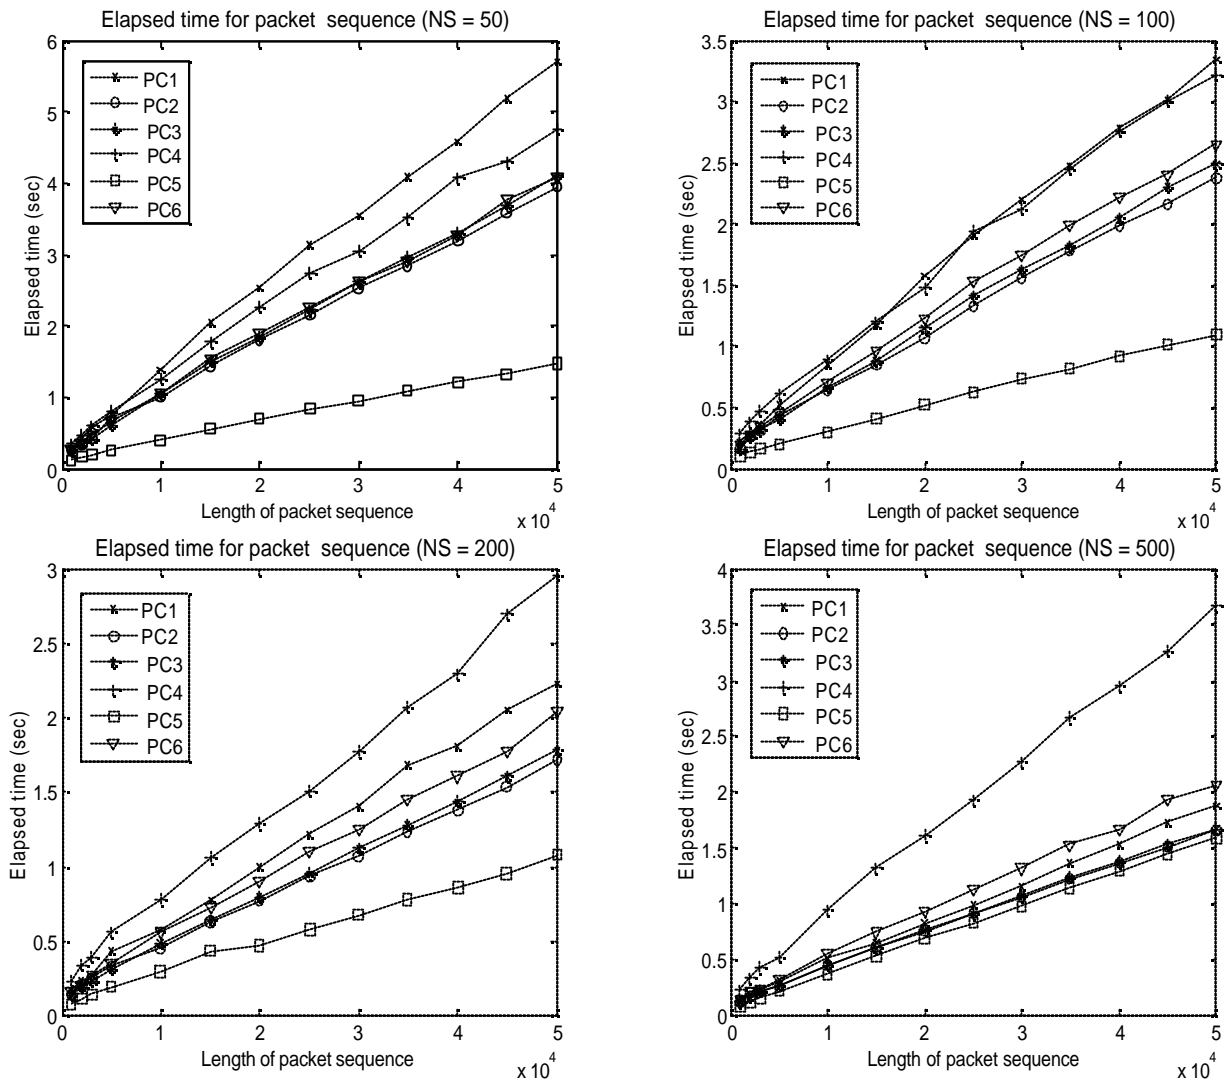 Elapsed time for packet sequence (NS = 50)
6
5
4
3
2
1
0
Elapsed time (sec)
PC1
PC2
PC3
PC4
PC5
PC6
0 1 2 3 4 5
Length of packet sequence
x 10^4
Elapsed time for packet sequence (NS = 100)
3.5
3
2.5
2
1.5
1
0.5
0
Elapsed time (sec)
PC1
PC2
PC3
PC4
PC5
PC6
0 1 2 3 4 5
Length of packet sequence
x 10^4
Elapsed time for packet sequence (NS = 200)
3
2.5
2
1.5
1
0.5
0
Elapsed time (sec)
PC1
PC2
PC3
PC4
PC5
PC6
0 1 2 3 4 5
Length of packet sequence
x 10^4
Elapsed time for packet sequence (NS = 500)
4
3.5
3
2.5
2
1.5
1
0.5
0
Elapsed time (sec)
PC1
PC2
PC3
PC4
PC5
PC6
0 1 2 3 4 5
Length of packet sequence
x 10^4